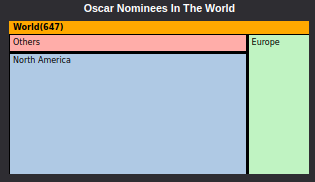 Oscar Nominees In The World
World(647)
Others
Europe
North America